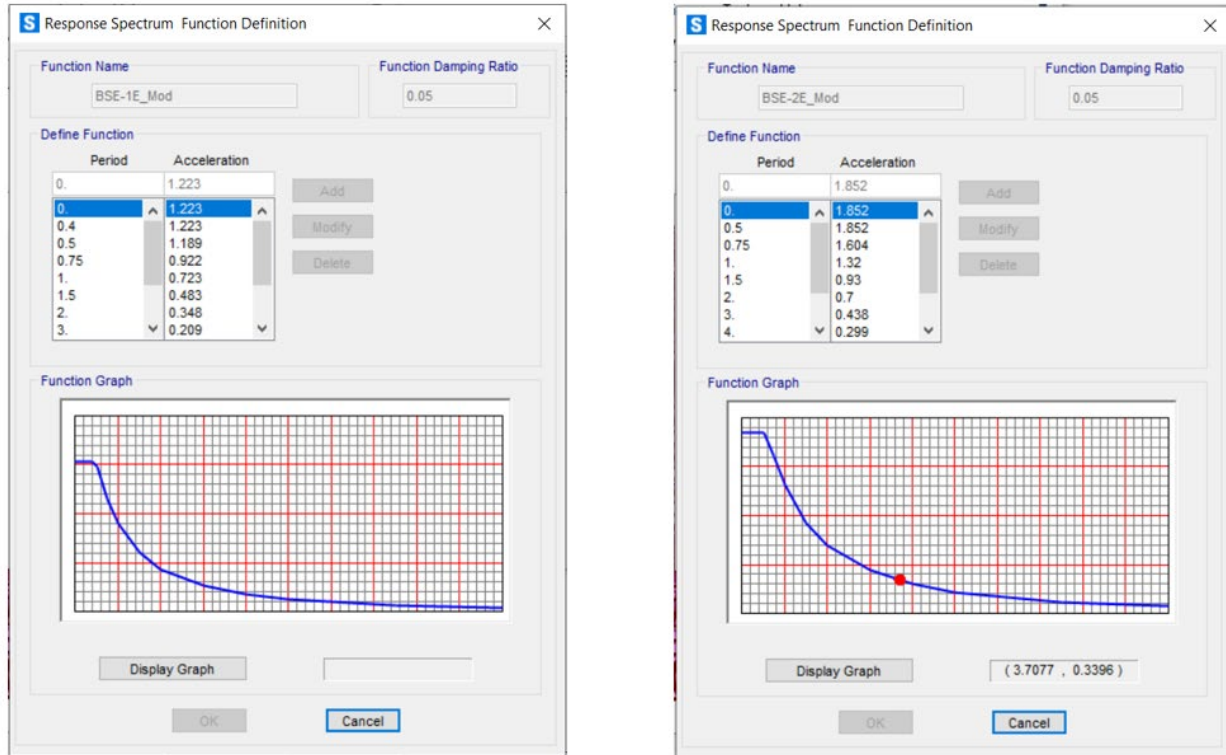 S Response Spectrum Function Definition
Function Name
BSE-1E_Mod
Function Damping Ratio
0.05
Define Function
Period Acceleration
0. 1.223
0. 1.223
0.4 1.223
0.5 1.189
0.75 0.922
1. 0.723
1.5 0.483
2. 0.348
3. 0.209
Add
Modify
Delete
Function Graph
Display Graph
OK Cancel
S Response Spectrum Function Definition
Function Name
BSE-2E_Mod
Function Damping Ratio
0.05
Define Function
Period Acceleration
0. 1.852
0. 1.852
0.5 1.852
0.75 1.604
1. 1.32
1.5 0.93
2. 0.7
3. 0.438
4. 0.299
Add
Modify
Delete
Function Graph
Display Graph ( 3.7077 , 0.3396 )
OK Cancel